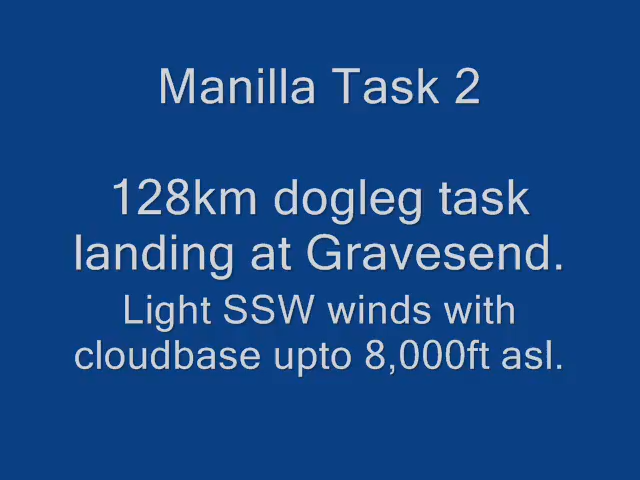 Manilla Task 2
128km dogleg task
landing at Gravesend.
Light SSW winds with
cloudbase upto 8,000ft asl.